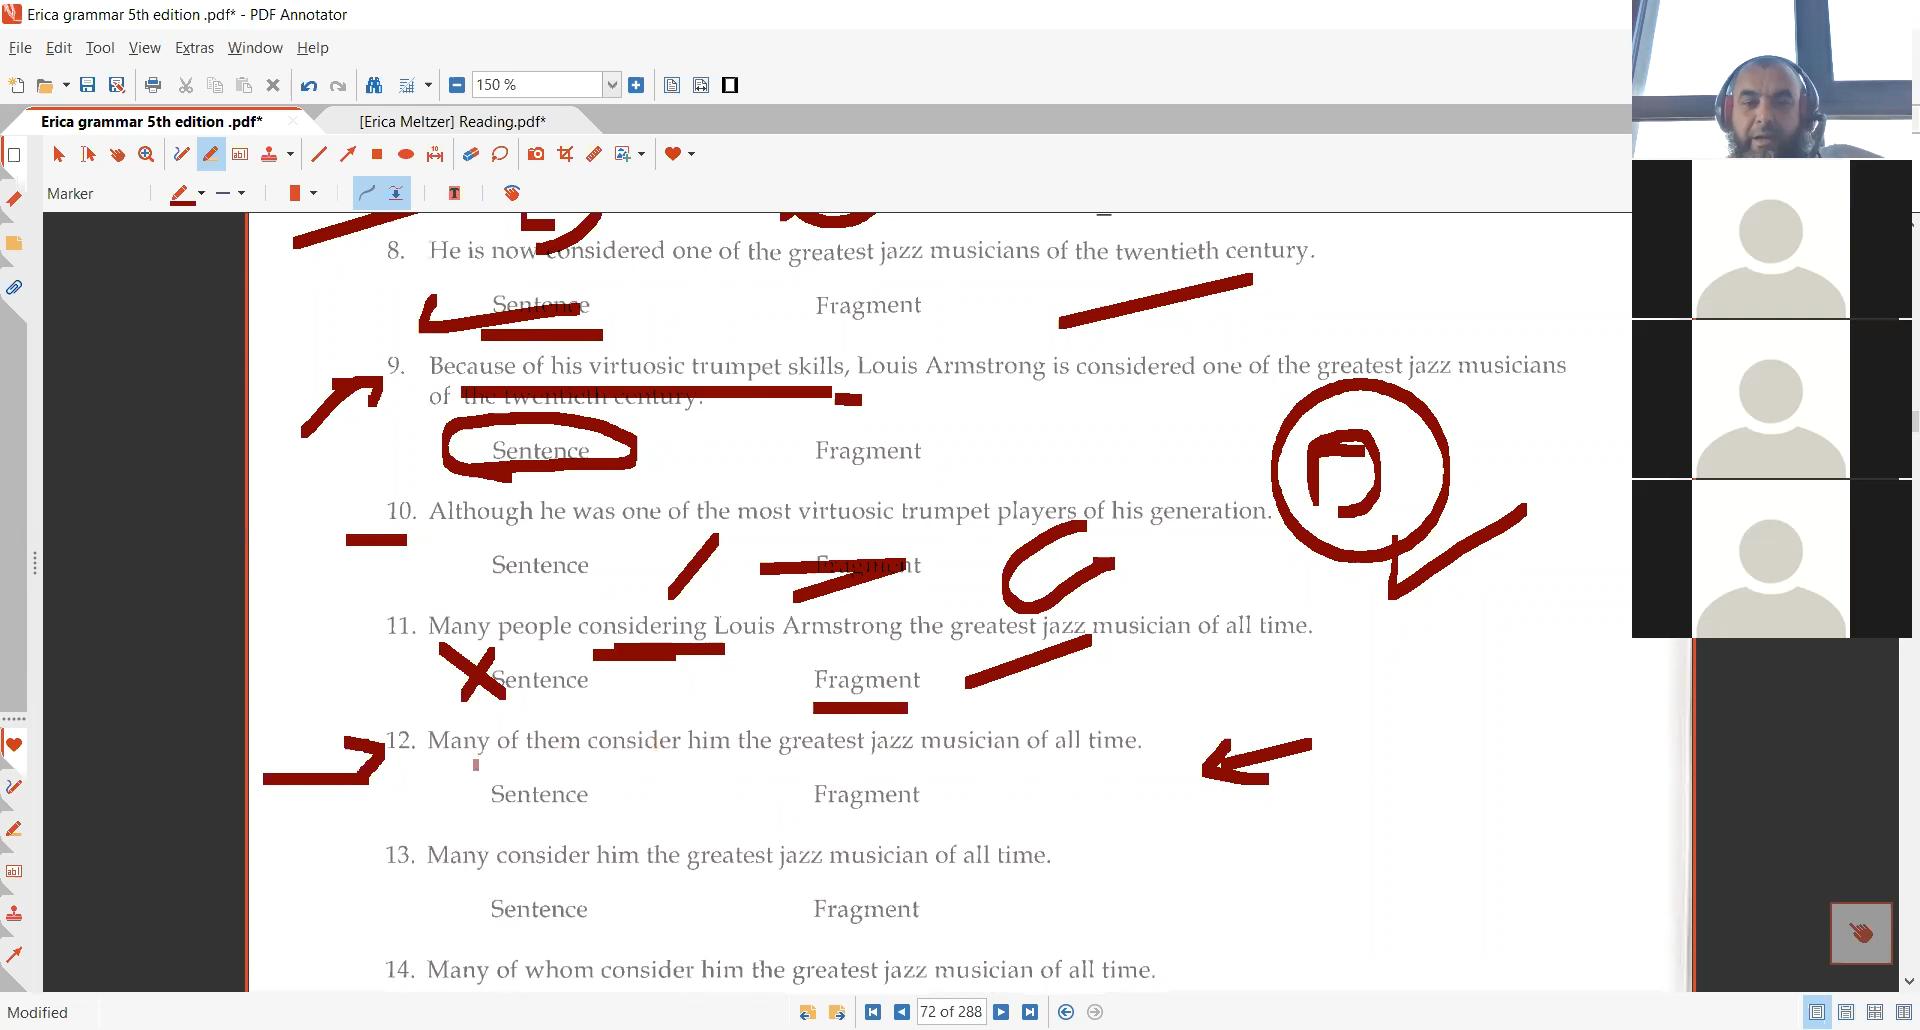 Erica grammar 5th edition .pdf* - PDF Annotator
File Edit Tool View Extras Window Help
150 %
Erica grammar 5th edition .pdf* [Erica Meltzer] Reading.pdf*
Marker
8. He is now considered one of the greatest jazz musicians of the twentieth century.
Sentence Fragment
9. Because of his virtuosic trumpet skills, Louis Armstrong is considered one of the greatest jazz musicians
of the twentieth century.
Sentence Fragment
10. Although he was one of the most virtuosic trumpet players of his generation.
Sentence Fragment
11. Many people considering Louis Armstrong the greatest jazz musician of all time.
Sentence Fragment
12. Many of them consider him the greatest jazz musician of all time.
Sentence Fragment
13. Many consider him the greatest jazz musician of all time.
Sentence Fragment
14. Many of whom consider him the greatest jazz musician of all time.
Modified 72 of 288